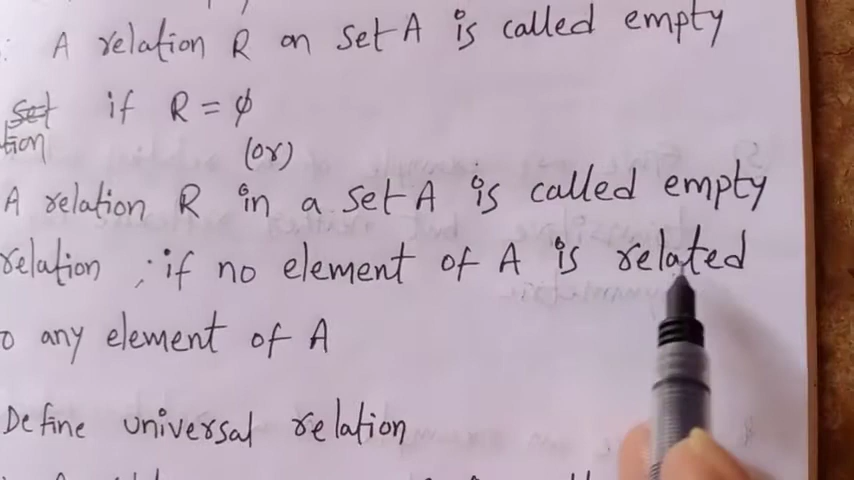 : A relation R on set A is called empty
set if R = ϕ
tion
(or)
A relation R in a set A is called empty
relation ; if no element of A is related
o any element of A
Define universal relation